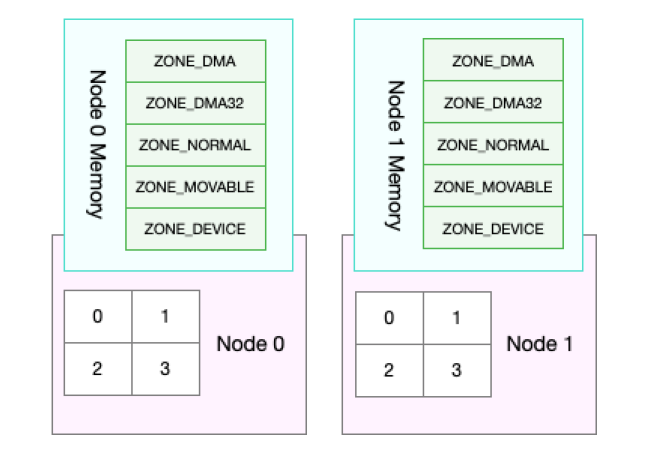 Node 0 Memory
ZONE_DMA
ZONE_DMA32
ZONE_NORMAL
ZONE_MOVABLE
ZONE_DEVICE
0 1
2 3
Node 0
Node 1 Memory
ZONE_DMA
ZONE_DMA32
ZONE_NORMAL
ZONE_MOVABLE
ZONE_DEVICE
0 1
2 3
Node 1